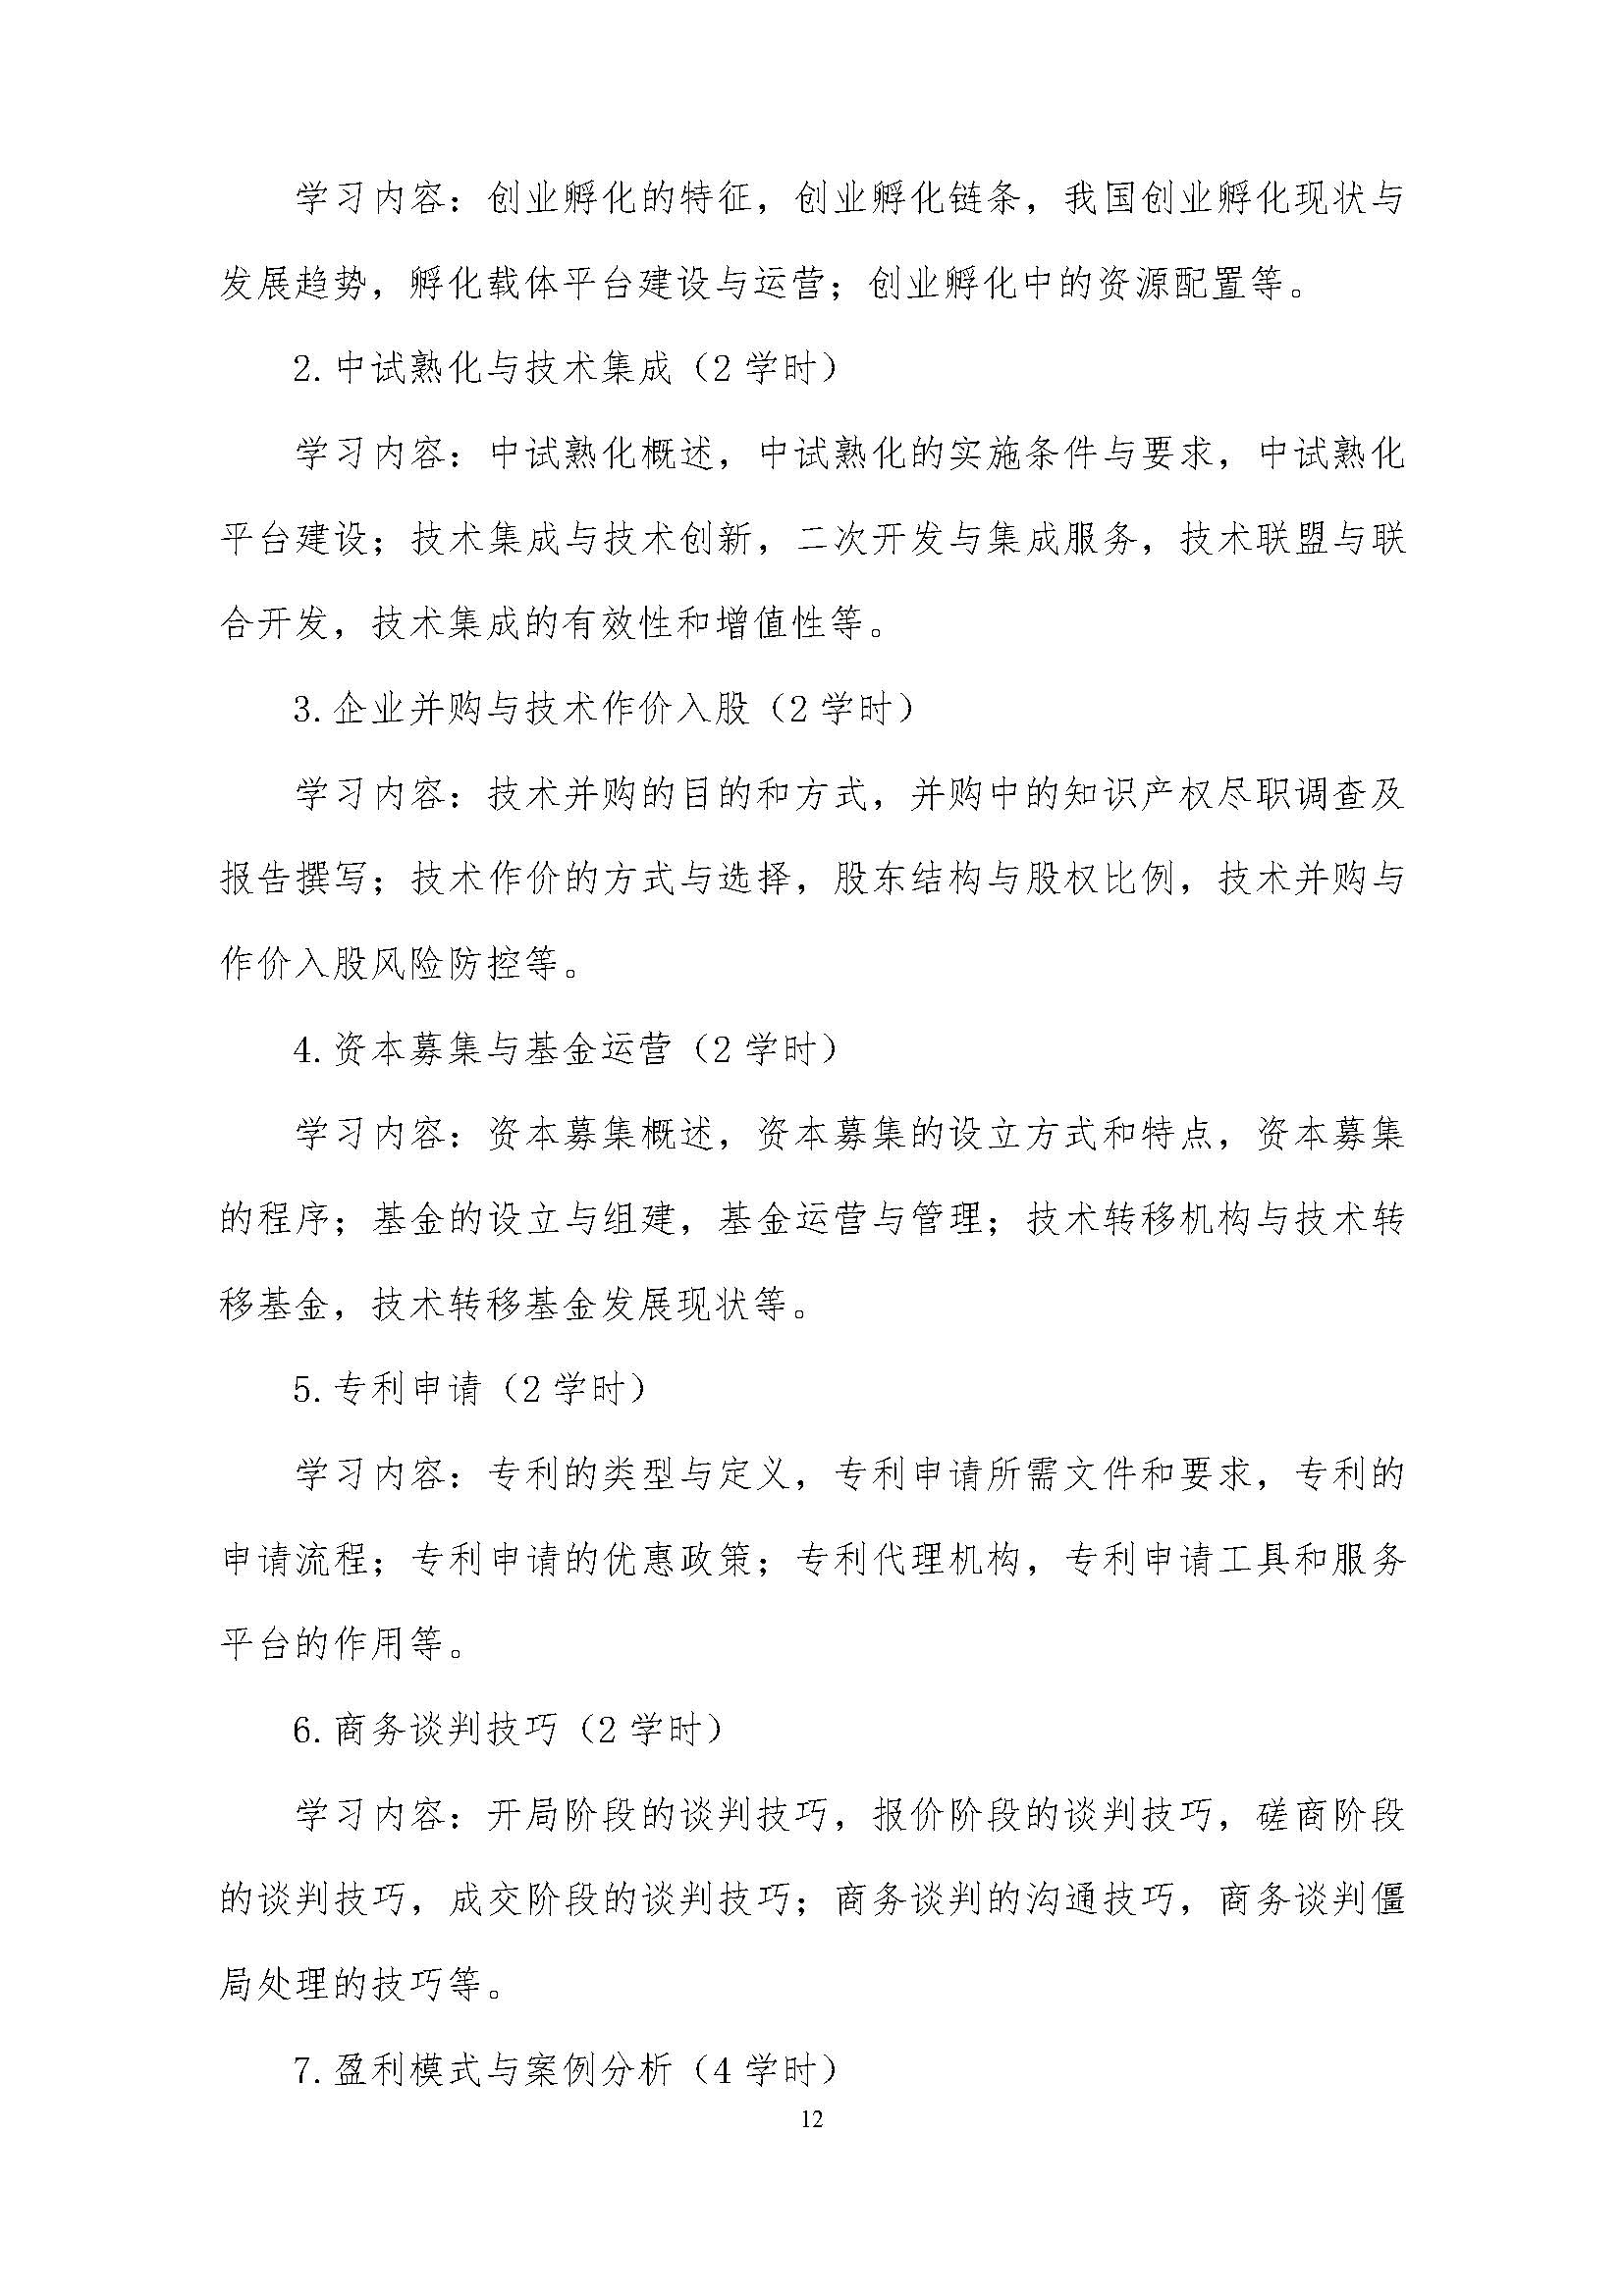 学习内容：创业孵化的特征，创业孵化链条，我国创业孵化现状与
发展趋势，孵化载体平台建设与运营；创业孵化中的资源配置等。
2.中试熟化与技术集成（2 学时）
学习内容：中试熟化概述，中试熟化的实施条件与要求，中试熟化
平台建设；技术集成与技术创新，二次开发与集成服务，技术联盟与联
合开发，技术集成的有效性和增值性等。
3.企业并购与技术作价入股（2 学时）
学习内容：技术并购的目的和方式，并购中的知识产权尽职调查及
报告撰写；技术作价的方式与选择，股东结构与股权比例，技术并购与
作价入股风险防控等。
4.资本募集与基金运营（2 学时）
学习内容：资本募集概述，资本募集的设立方式和特点，资本募集
的程序；基金的设立与组建，基金运营与管理；技术转移机构与技术转
移基金，技术转移基金发展现状等。
5.专利申请（2 学时）
学习内容：专利的类型与定义，专利申请所需文件和要求，专利的
申请流程；专利申请的优惠政策；专利代理机构，专利申请工具和服务
平台的作用等。
6.商务谈判技巧（2 学时）
学习内容：开局阶段的谈判技巧，报价阶段的谈判技巧，磋商阶段
的谈判技巧，成交阶段的谈判技巧；商务谈判的沟通技巧，商务谈判僵
局处理的技巧等。
7.盈利模式与案例分析（4 学时）
12